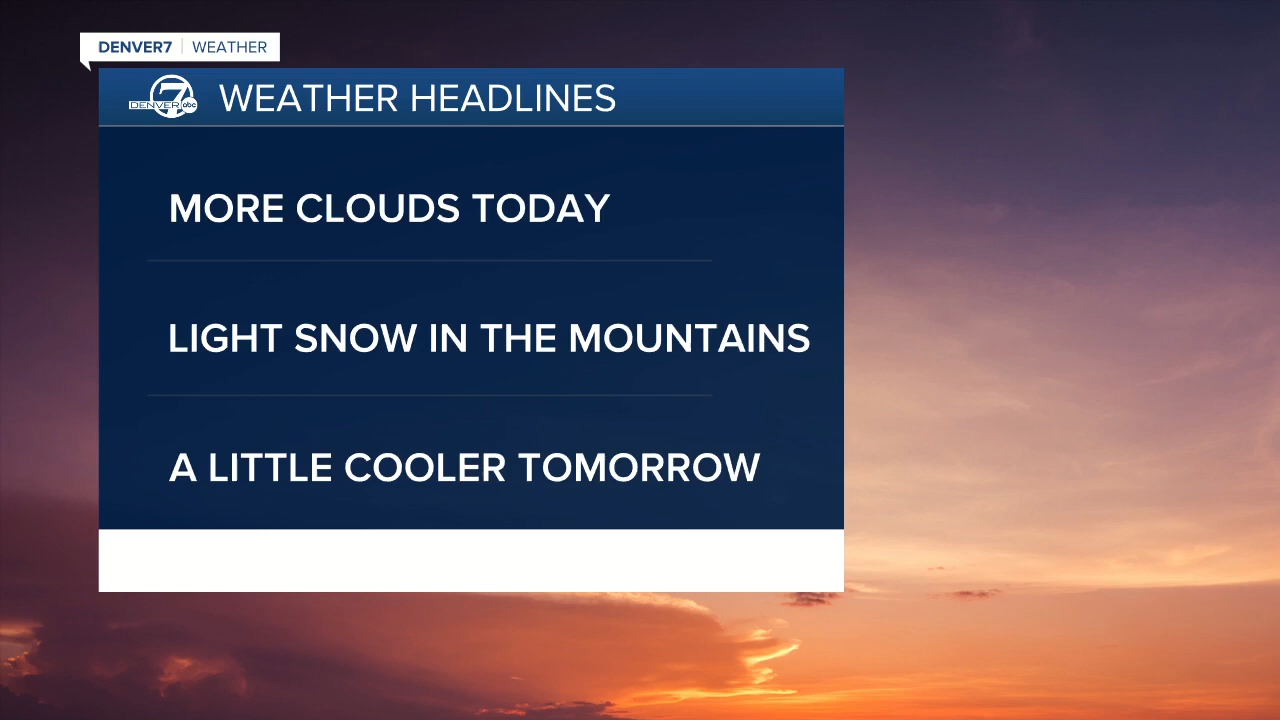 DENVER7 | WEATHER
DENVER 7 abc WEATHER HEADLINES
MORE CLOUDS TODAY
LIGHT SNOW IN THE MOUNTAINS
A LITTLE COOLER TOMORROW